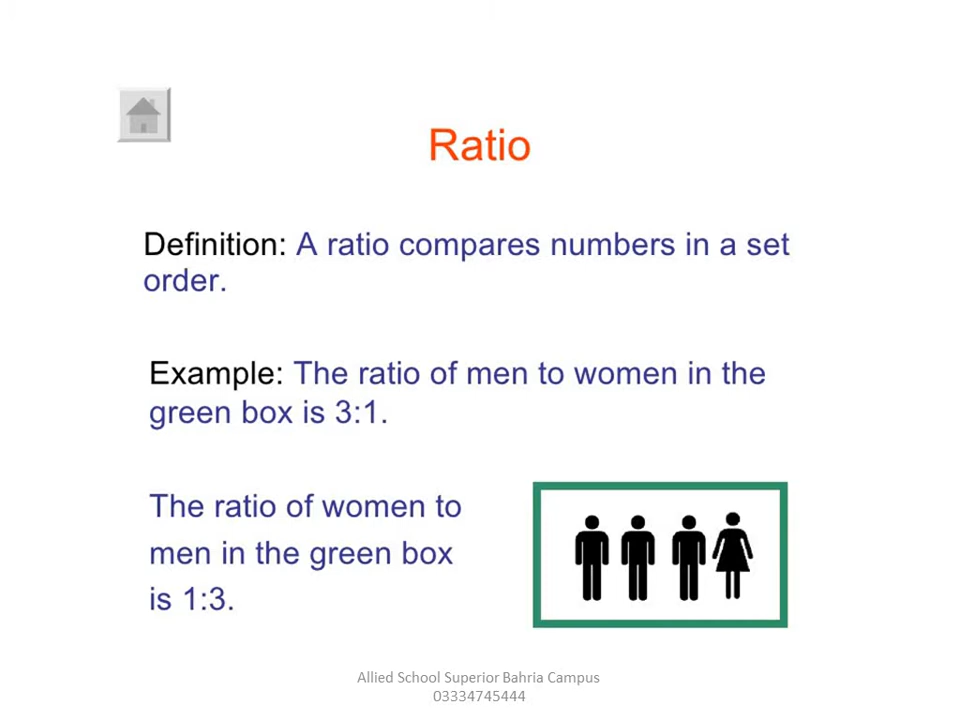 Ratio
Definition: A ratio compares numbers in a set
order.
Example: The ratio of men to women in the
green box is 3:1.
The ratio of women to
men in the green box
is 1:3.
Allied School Superior Bahria Campus
03334745444